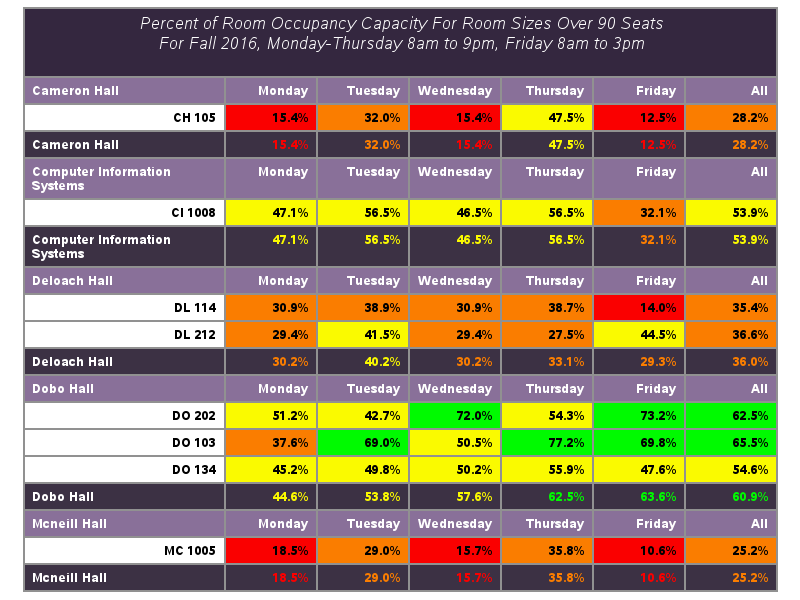 Percent of Room Occupancy Capacity For Room Sizes Over 90 Seats
For Fall 2016, Monday-Thursday 8am to 9pm, Friday 8am to 3pm
Cameron Hall Monday Tuesday Wednesday Thursday Friday All
CH 105 15.4% 32.0% 15.4% 47.5% 12.5% 28.2%
Cameron Hall 15.4% 32.0% 15.4% 47.5% 12.5% 28.2%
Computer Information Monday Tuesday Wednesday Thursday Friday All
Systems
CI 1008 47.1% 56.5% 46.5% 56.5% 32.1% 53.9%
Computer Information 47.1% 56.5% 46.5% 56.5% 32.1% 53.9%
Systems
Deloach Hall Monday Tuesday Wednesday Thursday Friday All
DL 114 30.9% 38.9% 30.9% 38.7% 14.0% 35.4%
DL 212 29.4% 41.5% 29.4% 27.5% 44.5% 36.6%
Deloach Hall 30.2% 40.2% 30.2% 33.1% 29.3% 36.0%
Dobo Hall Monday Tuesday Wednesday Thursday Friday All
DO 202 51.2% 42.7% 72.0% 54.3% 73.2% 62.5%
DO 103 37.6% 69.0% 50.5% 77.2% 69.8% 65.5%
DO 134 45.2% 49.8% 50.2% 55.9% 47.6% 54.6%
Dobo Hall 44.6% 53.8% 57.6% 62.5% 63.6% 60.9%
Mcneill Hall Monday Tuesday Wednesday Thursday Friday All
MC 1005 18.5% 29.0% 15.7% 35.8% 10.6% 25.2%
Mcneill Hall 18.5% 29.0% 15.7% 35.8% 10.6% 25.2%